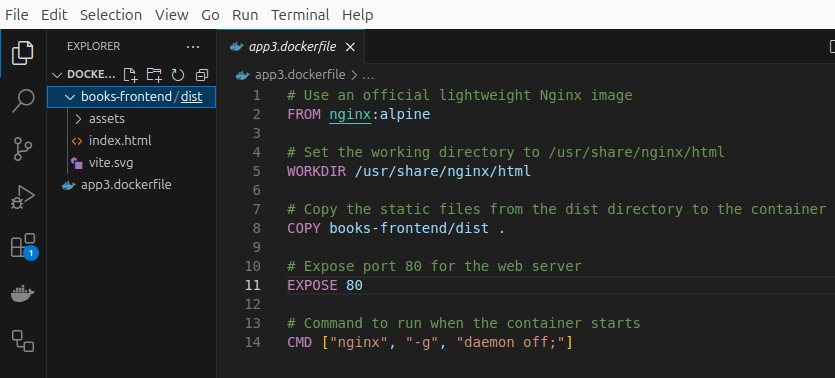 File Edit Selection View Go Run Terminal Help
EXPLORER ...
DOCKE...
books-frontend/dist
assets
index.html
vite.svg
app3.dockerfile
1
app3.dockerfile
app3.dockerfile > ...
1 # Use an official lightweight Nginx image
2 FROM nginx:alpine
3
4 # Set the working directory to /usr/share/nginx/html
5 WORKDIR /usr/share/nginx/html
6
7 # Copy the static files from the dist directory to the container
8 COPY books-frontend/dist .
9
10 # Expose port 80 for the web server
11 EXPOSE 80
12
13 # Command to run when the container starts
14 CMD ["nginx", "-g", "daemon off;"]